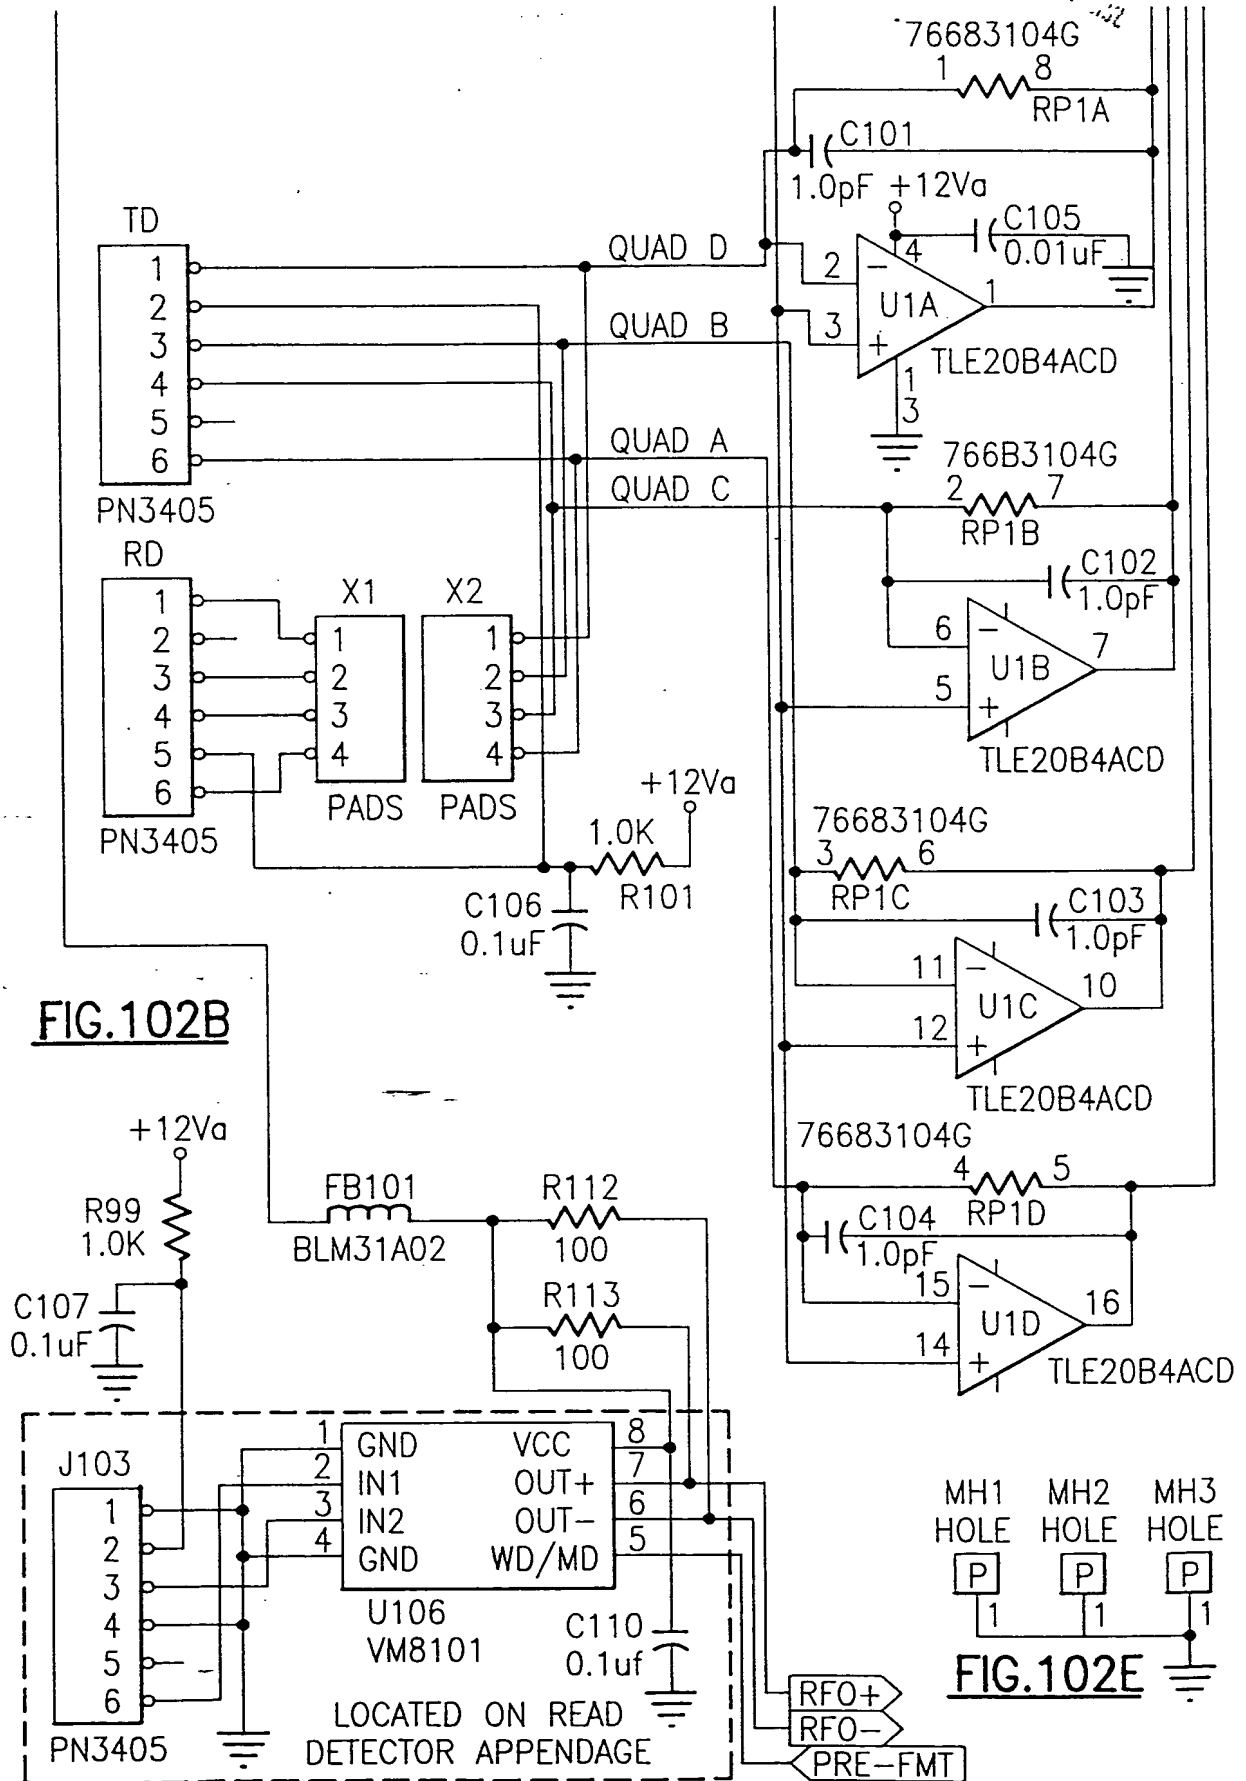 76683104G
1 8
RP1A
C101
1.0pF +12Va
C105
0.01uF
4
TD
1
2
3
4
5
6
PN3405
QUAD D
QUAD B
QUAD A
QUAD C
2 -
3 +
U1A
1
TLE20B4ACD
1
3
766B3104G
2 7
RP1B
C102
1.0pF
6 -
5 +
U1B
7
TLE20B4ACD
RD
1
2
3
4
5
6
PN3405
X1
1
2
3
4
PADS
X2
1
2
3
4
PADS
+12Va
1.0K
R101
C106
0.1uF
76683104G
3 6
RP1C
C103
1.0pF
11 -
12 +
U1C
10
TLE20B4ACD
FIG.102B
+12Va
R99
1.0K
C107
0.1uF
FB101
BLM31A02
R112
100
R113
100
76683104G
4 5
RP1D
C104
1.0pF
15 -
14 +
U1D
16
TLE20B4ACD
J103
1
2
3
4
5
6
PN3405
1 GND VCC 8
2 IN1 OUT+ 7
3 IN2 OUT- 6
4 GND WD/MD 5
U106
VM8101
C110
0.1uf
LOCATED ON READ
DETECTOR APPENDAGE
RFO+
RFO-
PRE-FMT
MH1 MH2 MH3
HOLE HOLE HOLE
P P P
1 1 1
FIG.102E